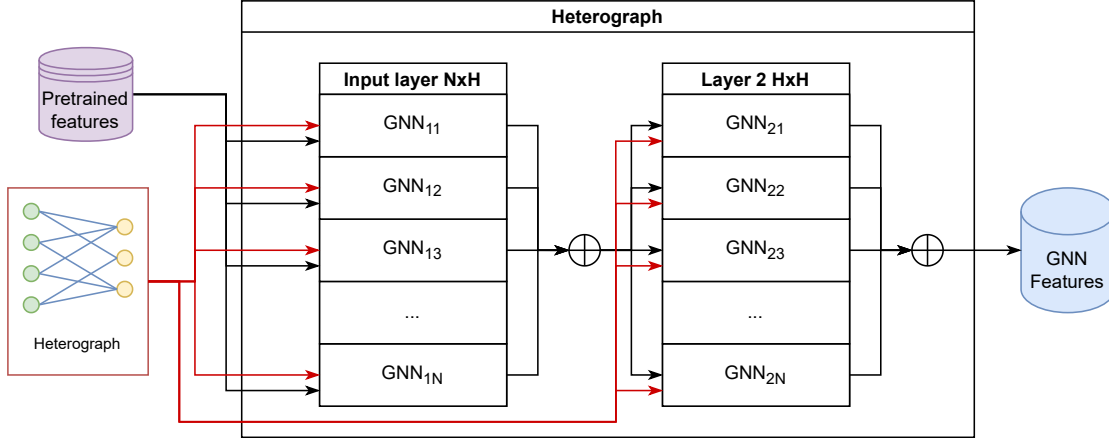 Heterograph
Pretrained
features
Input layer NxH
GNN11
GNN12
GNN13
...
GNN1N
Layer 2 HxH
GNN21
GNN22
GNN23
...
GNN2N
Heterograph
GNN
Features